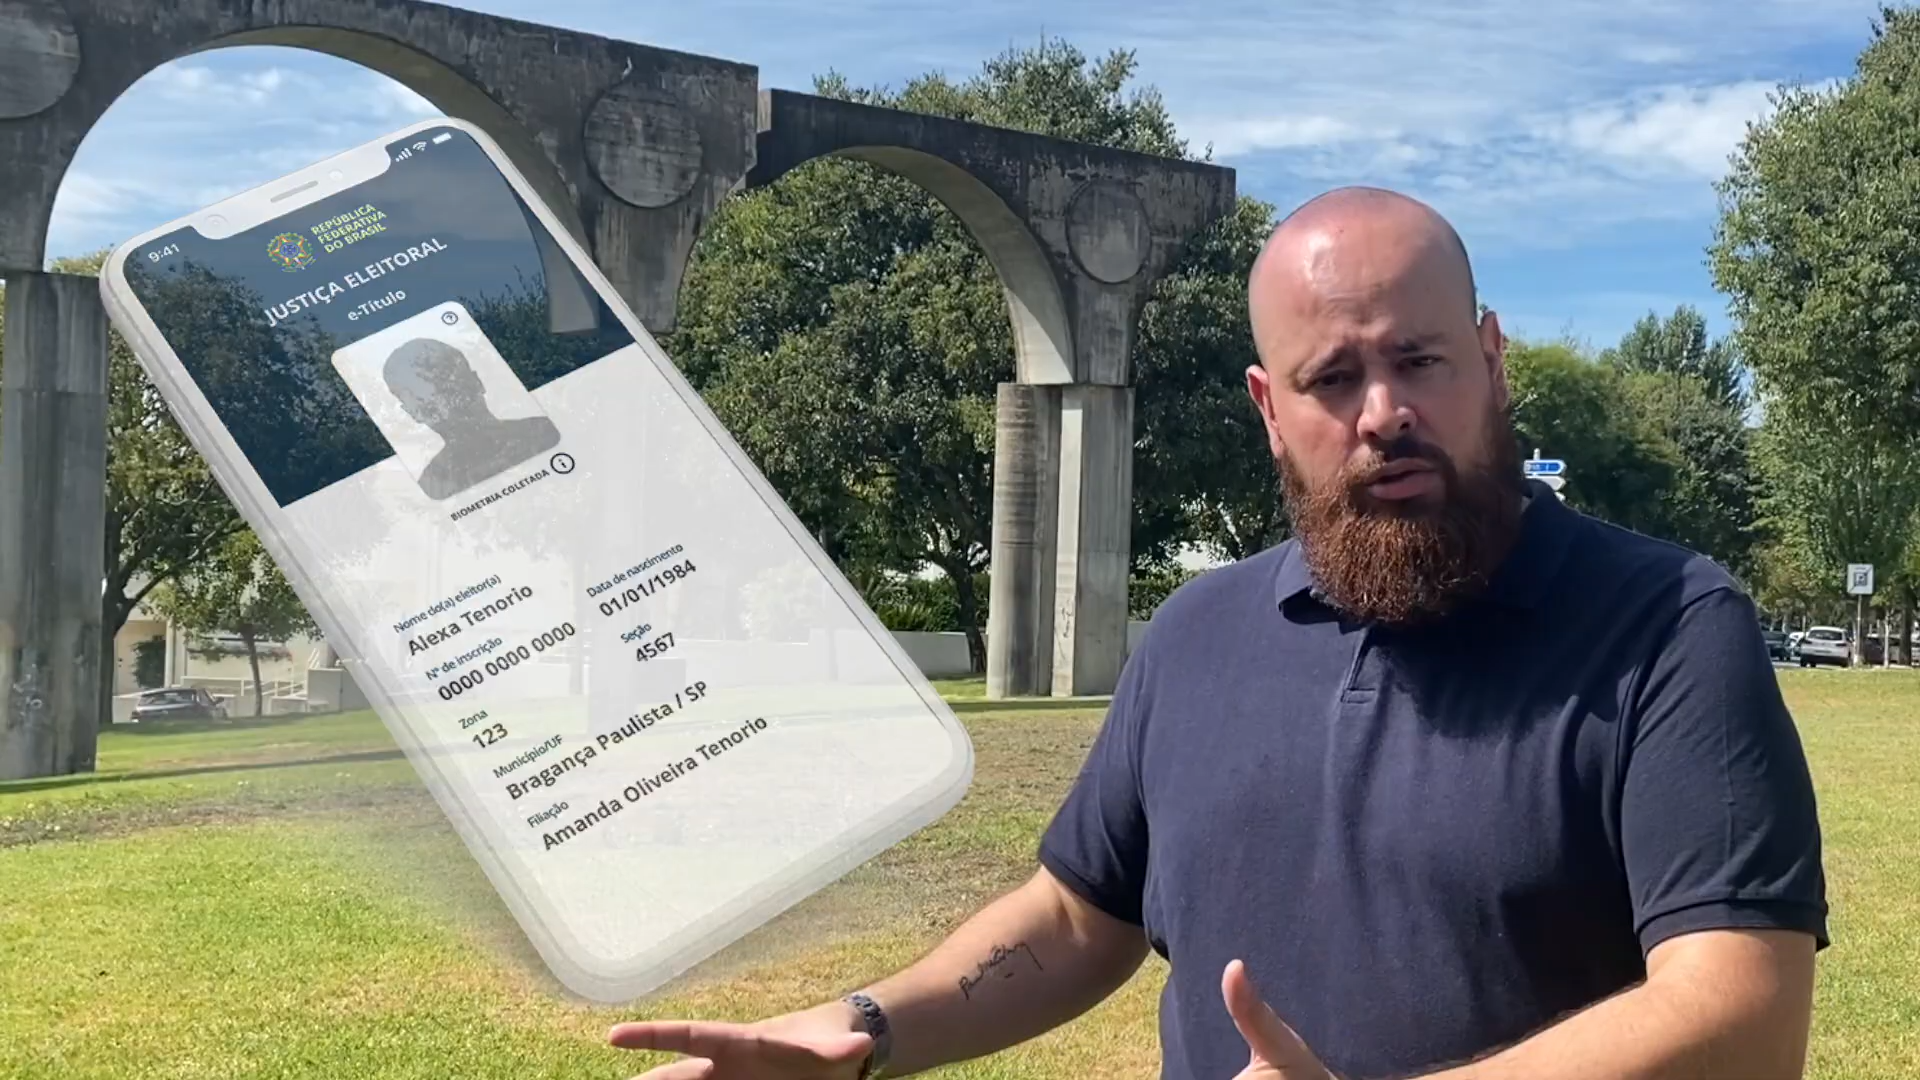 9:41
REPÚBLICA
FEDERATIVA
DO BRASIL
JUSTIÇA ELEITORAL
e-Título
BIOMETRIA COLETADA
Nome do(a) eleitor(a)
Alexa Tenorio
Data de nascimento
01/01/1984
Nº de inscrição
0000 0000 0000
Seção
4567
Zona
123
Município/UF
Bragança Paulista / SP
Filiação
Amanda Oliveira Tenorio